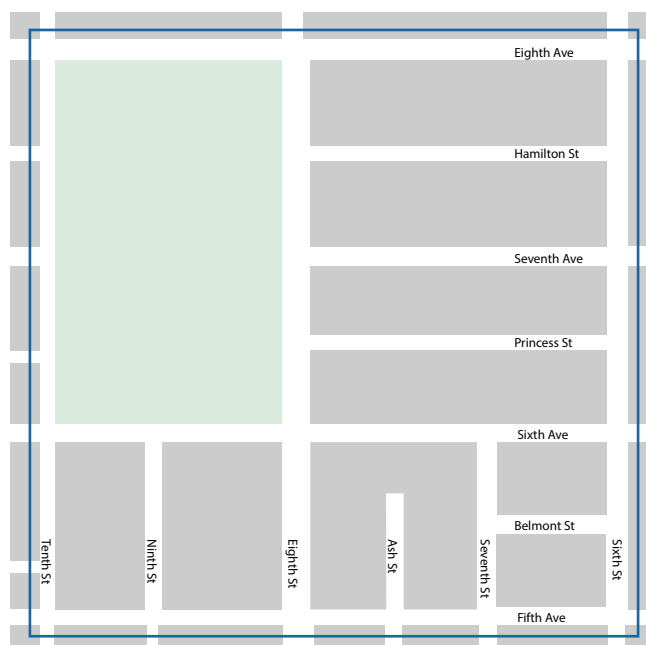 Eighth Ave
Hamilton St
Seventh Ave
Princess St
Sixth Ave
Belmont St
Tenth St
Ninth St
Eighth St
Ash St
Seventh St
Sixth St
Fifth Ave